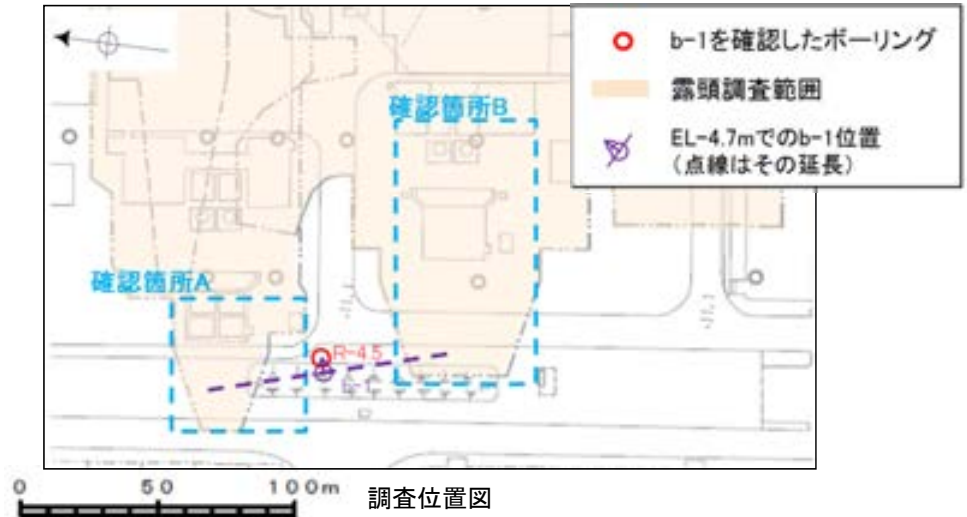 b-1を確認したボーリング
露頭調査範囲
EL-4.7mでのb-1位置
(点線はその延長)
確認箇所B
確認箇所A
R-4.5
0 50 100m
調査位置図